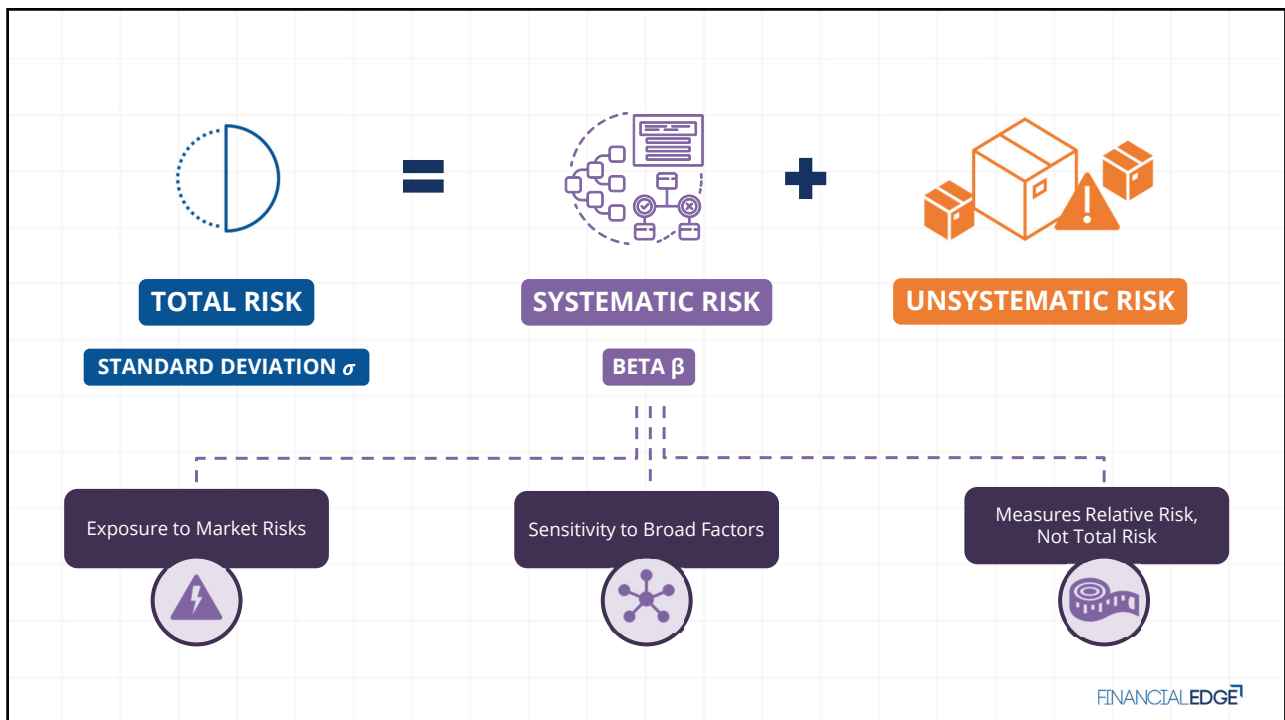 TOTAL RISK
SYSTEMATIC RISK
UNSYSTEMATIC RISK
STANDARD DEVIATION σ
BETA β
Exposure to Market Risks
Sensitivity to Broad Factors
Measures Relative Risk,
Not Total Risk
FINANCIALEDGE